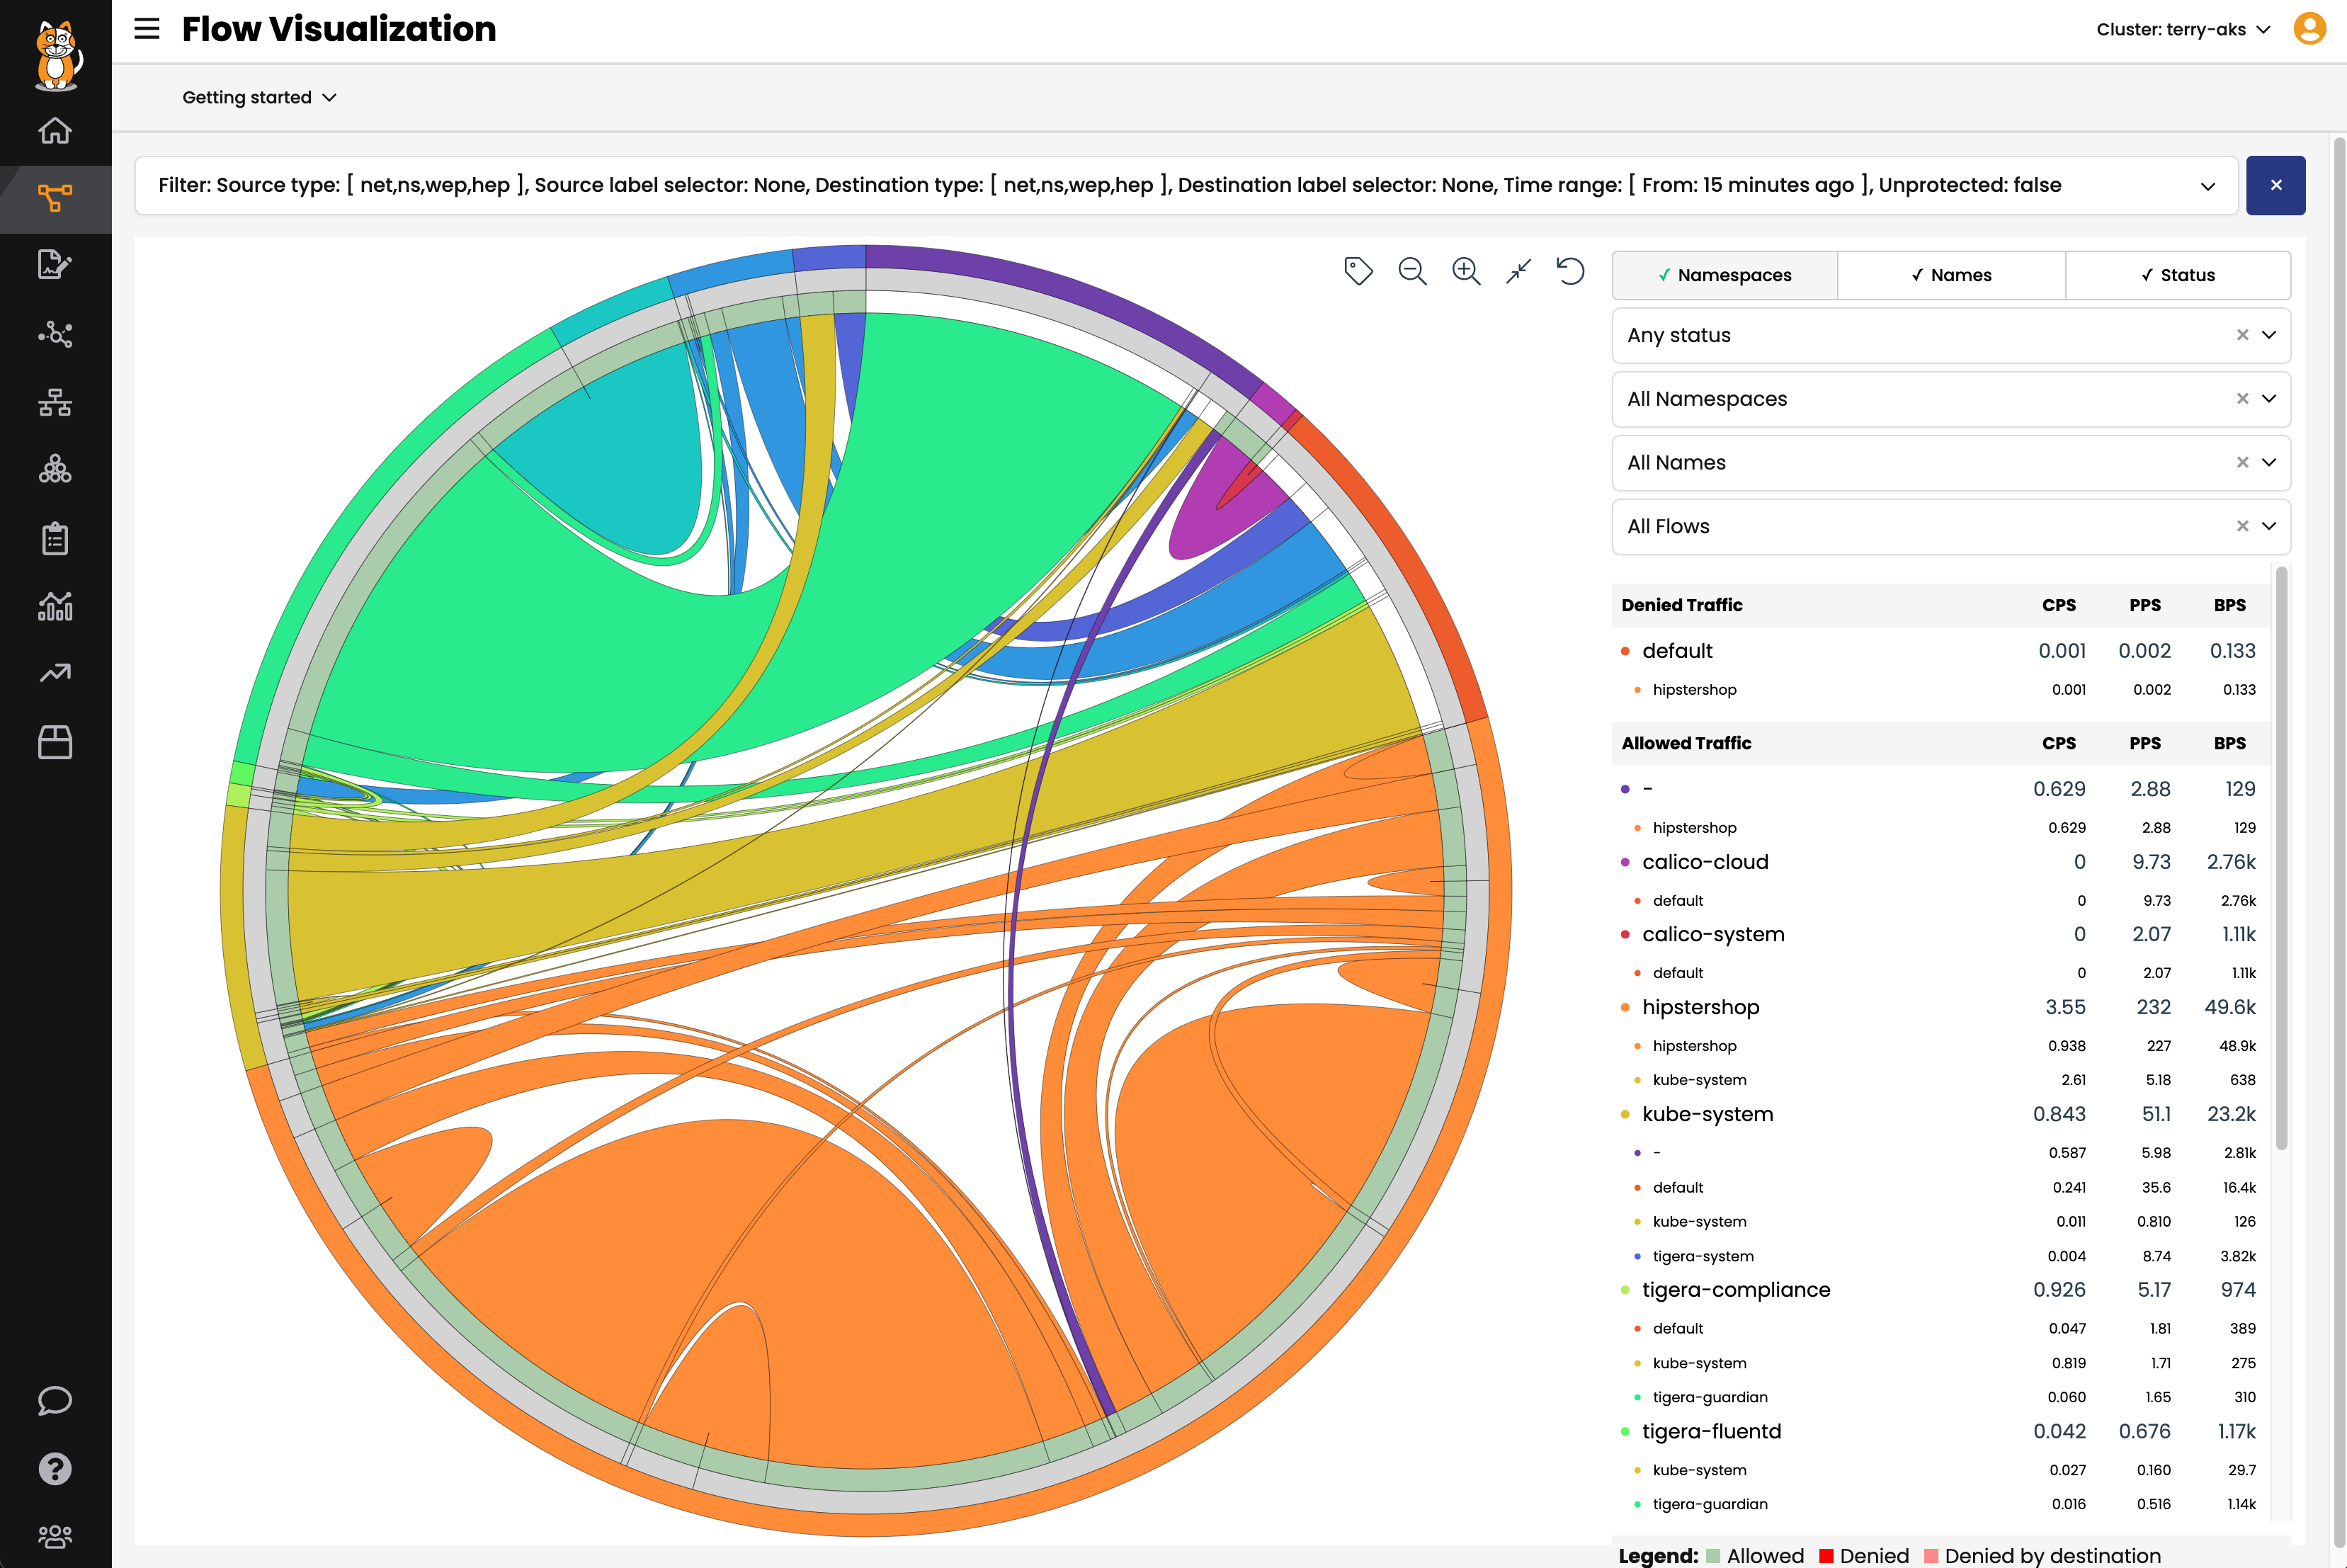 Flow Visualization
Cluster: terry-aks
Getting started
Filter: Source type: [ net,ns,wep,hep ], Source label selector: None, Destination type: [ net,ns,wep,hep ], Destination label selector: None, Time range: [ From: 15 minutes ago ], Unprotected: false
✓ Namespaces ✓ Names ✓ Status
Any status
All Namespaces
All Names
All Flows
Denied Traffic CPS PPS BPS
default 0.001 0.002 0.133
hipstershop 0.001 0.002 0.133
Allowed Traffic CPS PPS BPS
- 0.629 2.88 129
hipstershop 0.629 2.88 129
calico-cloud 0 9.73 2.76k
default 0 9.73 2.76k
calico-system 0 2.07 1.11k
default 0 2.07 1.11k
hipstershop 3.55 232 49.6k
hipstershop 0.938 227 48.9k
kube-system 2.61 5.18 638
kube-system 0.843 51.1 23.2k
- 0.587 5.98 2.81k
default 0.241 35.6 16.4k
kube-system 0.011 0.810 126
tigera-system 0.004 8.74 3.82k
tigera-compliance 0.926 5.17 974
default 0.047 1.81 389
kube-system 0.819 1.71 275
tigera-guardian 0.060 1.65 310
tigera-fluentd 0.042 0.676 1.17k
kube-system 0.027 0.160 29.7
tigera-guardian 0.016 0.516 1.14k
Legend: Allowed Denied Denied by destination